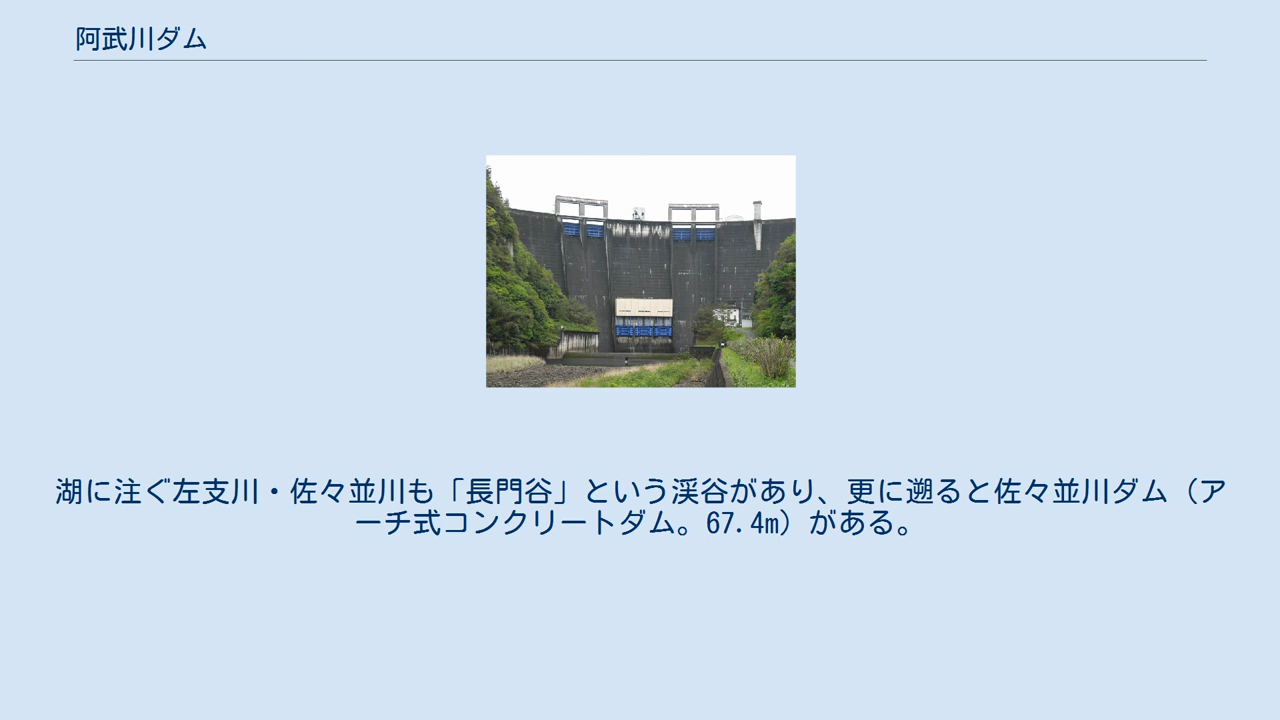 阿武川ダム
湖に注ぐ左支川・佐々並川も「長門谷」という渓谷があり、更に遡ると佐々並川ダム（ア
ーチ式コンクリートダム。67.4m）がある。